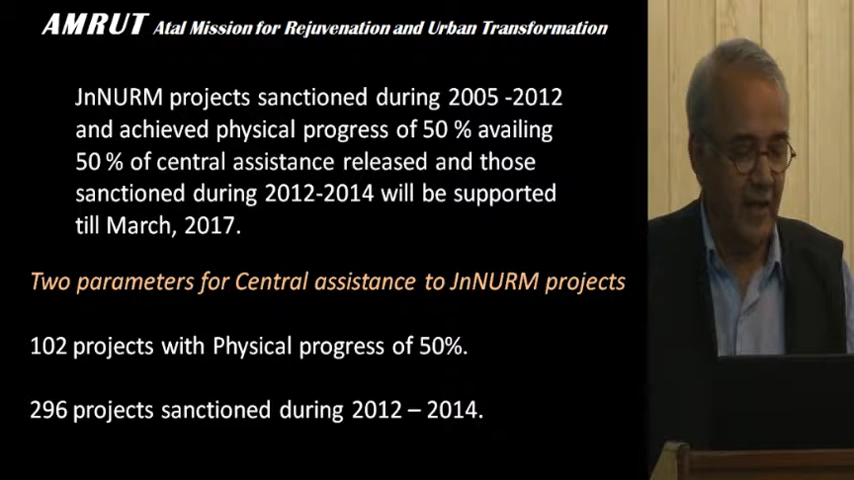 AMRUT Atal Mission for Rejuvenation and Urban Transformation
JnNURM projects sanctioned during 2005 -2012
and achieved physical progress of 50 % availing
50 % of central assistance released and those
sanctioned during 2012-2014 will be supported
till March, 2017.
Two parameters for Central assistance to JnNURM projects
102 projects with Physical progress of 50%.
296 projects sanctioned during 2012 – 2014.